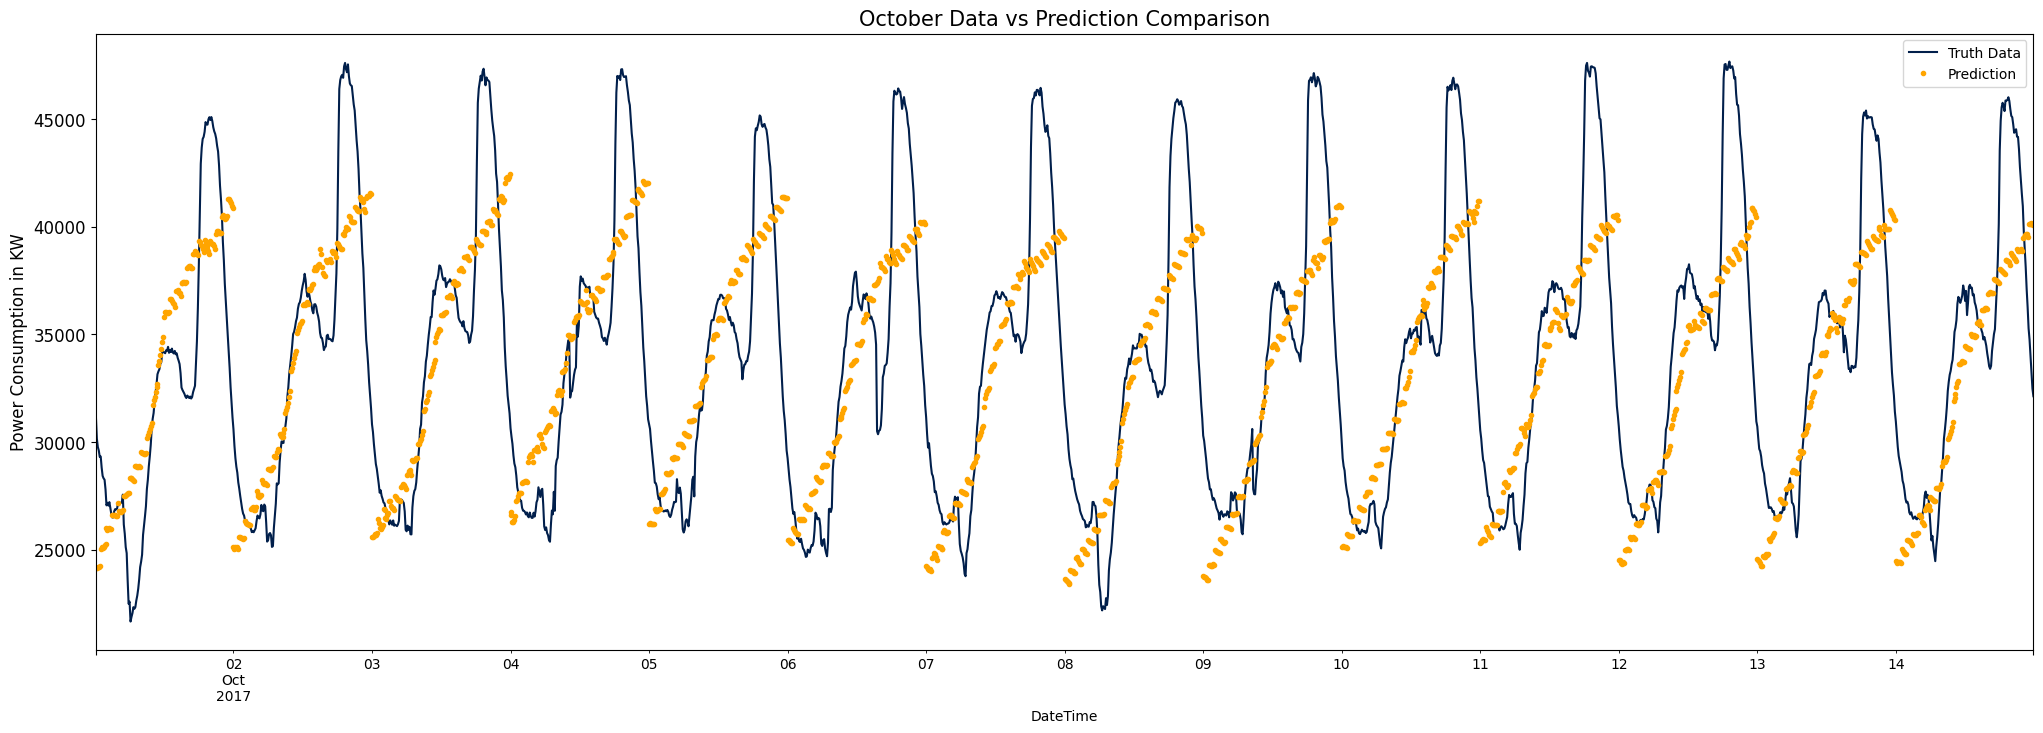 October Data vs Prediction Comparison
Truth Data
Prediction
Power Consumption in KW
45000
40000
35000
30000
25000
02 03 04 05 06 07 08 09 10 11 12 13 14
Oct
2017
DateTime